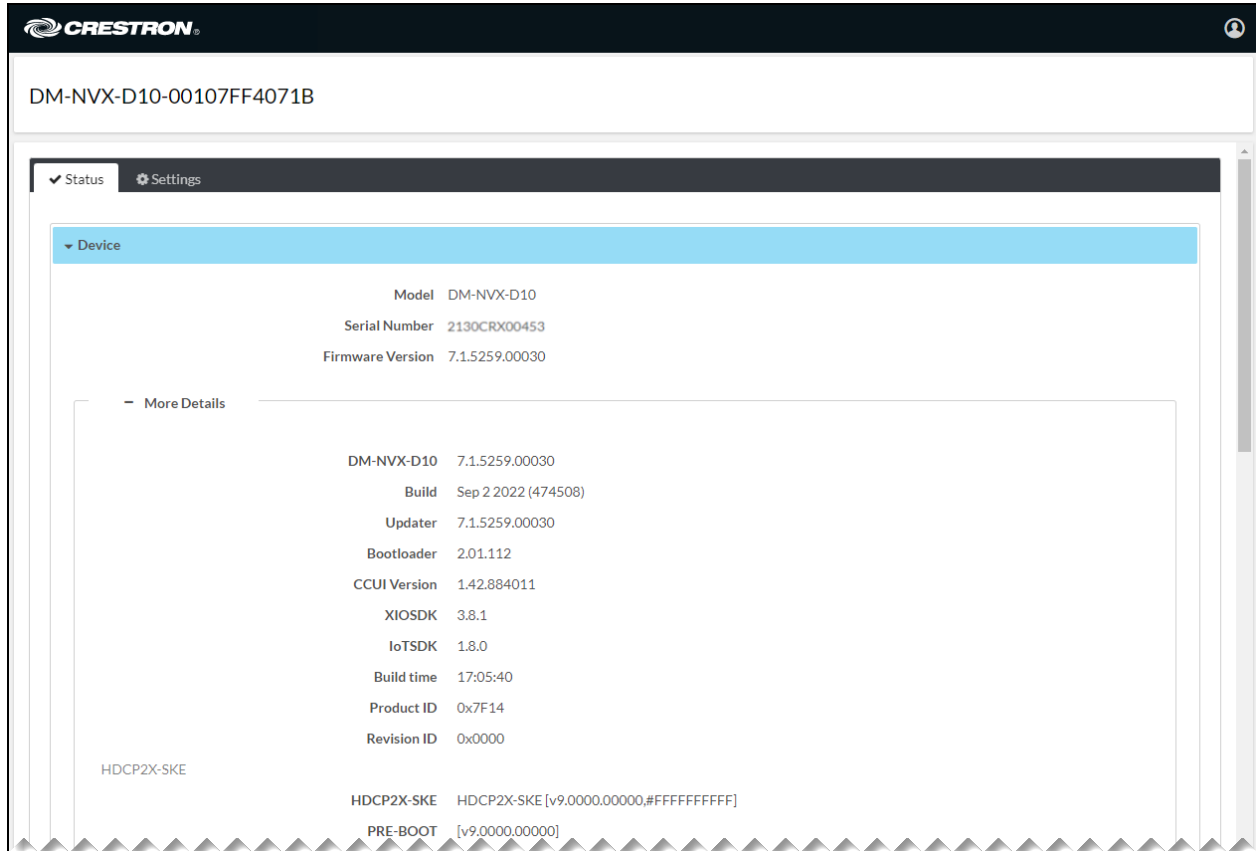 CRESTRON®
DM-NVX-D10-00107FF4071B
Status Settings
Device
Model DM-NVX-D10
Serial Number 2130CRX00453
Firmware Version 7.1.5259.00030
− More Details
DM-NVX-D10 7.1.5259.00030
Build Sep 2 2022 (474508)
Updater 7.1.5259.00030
Bootloader 2.01.112
CCUI Version 1.42.884011
XIOSDK 3.8.1
IoTSDK 1.8.0
Build time 17:05:40
Product ID 0x7F14
Revision ID 0x0000
HDCP2X-SKE
HDCP2X-SKE HDCP2X-SKE [v9.0000.00000,#FFFFFFFFFF]
PRE-BOOT [v9.0000.00000]